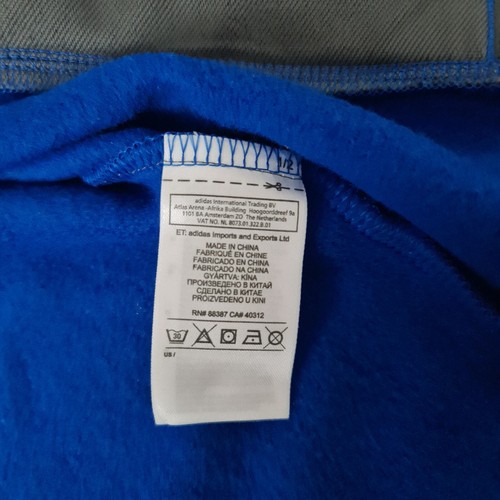 1/2
adidas International Trading BV
Atlas Arena -Afrika Building Hoogoorddreef 9a
1101 BA Amsterdam ZO The Netherlands
VAT NO. NL 8073.01.322.B.01
ET: adidas Imports and Exports Ltd
MADE IN CHINA
FABRIQUÉ EN CHINE
FABRICADO EN CHINA
FABRICADO NA CHINA
GYÁRTVA: KÍNA
ПРОИЗВЕДЕНО В КИТАЙ
СДЕЛАНО В КИТАЕ
PROIZVEDENO U KINI
RN# 88387 CA# 40312
30
US /